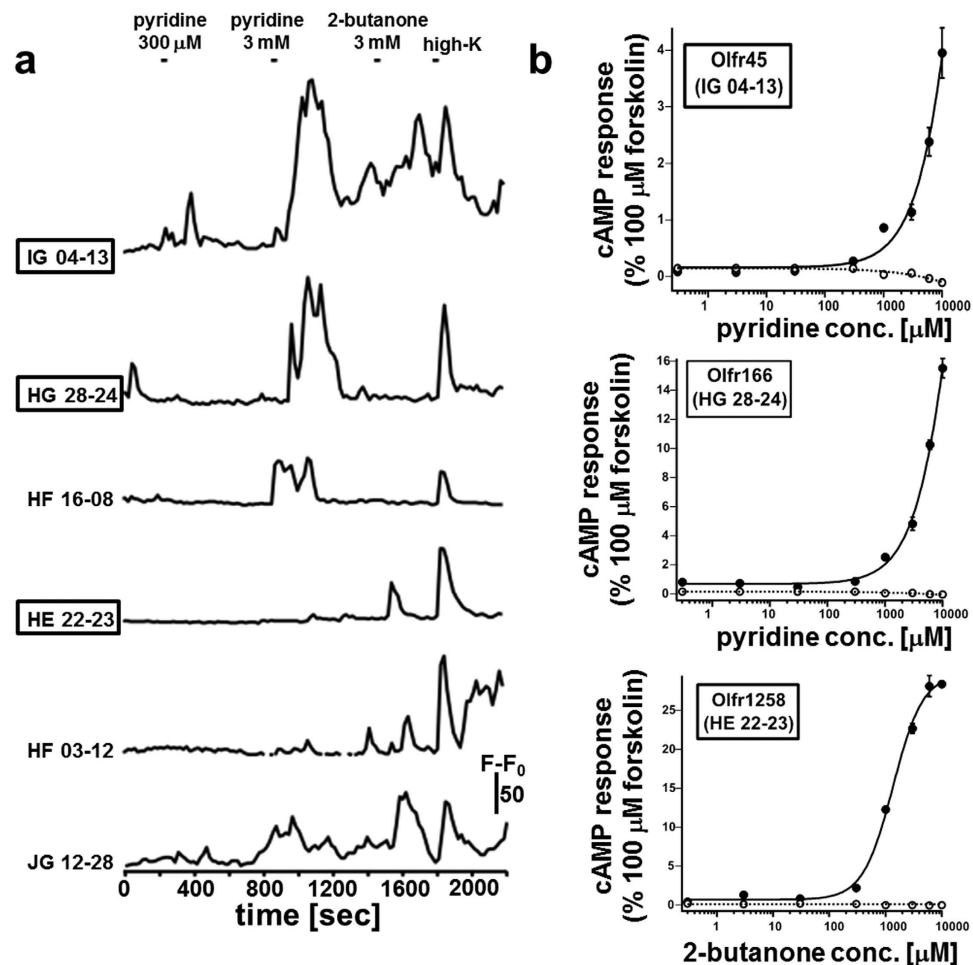 a
pyridine
300 μM
pyridine
3 mM
2-butanone
3 mM
high-K
IG 04-13
HG 28-24
HF 16-08
HE 22-23
HF 03-12
JG 12-28
F-F0
50
0 400 800 1200 1600 2000
time [sec]
b
Olfr45
(IG 04-13)
cAMP response
(% 100 μM forskolin)
4
3
2
1
0
1 10 100 1000 10000
pyridine conc. [μM]
Olfr166
(HG 28-24)
cAMP response
(% 100 μM forskolin)
16
14
12
10
8
6
4
2
0
1 10 100 1000 10000
pyridine conc. [μM]
Olfr1258
(HE 22-23)
cAMP response
(% 100 μM forskolin)
25
20
15
10
5
0
1 10 100 1000 10000
2-butanone conc. [μM]